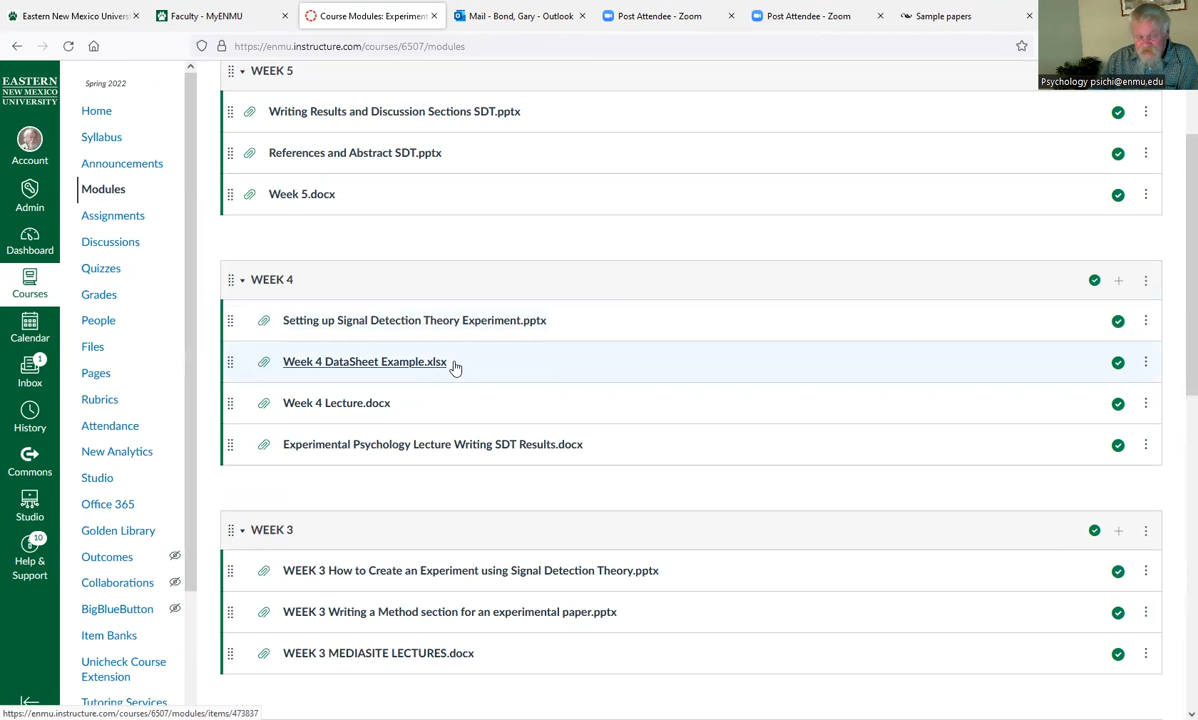 Eastern New Mexico Universi
Faculty - MyENMU
Course Modules: Experiment
Mail - Bond, Gary - Outlook
Post Attendee - Zoom
Post Attendee - Zoom
Sample papers
https://enmu.instructure.com/courses/6507/modules
Psychology psichi@enmu.edu
EASTERN
NEW MEXICO
UNIVERSITY
Account
Admin
Dashboard
Courses
Calendar
1
Inbox
History
Commons
Studio
10
Help &
Support
Spring 2022
Home
Syllabus
Announcements
Modules
Assignments
Discussions
Quizzes
Grades
People
Files
Pages
Rubrics
Attendance
New Analytics
Studio
Office 365
Golden Library
Outcomes
Collaborations
BigBlueButton
Item Banks
Unicheck Course
Extension
Tutoring Services
WEEK 5
Writing Results and Discussion Sections SDT.pptx
References and Abstract SDT.pptx
Week 5.docx
WEEK 4
Setting up Signal Detection Theory Experiment.pptx
Week 4 DataSheet Example.xlsx
Week 4 Lecture.docx
Experimental Psychology Lecture Writing SDT Results.docx
WEEK 3
WEEK 3 How to Create an Experiment using Signal Detection Theory.pptx
WEEK 3 Writing a Method section for an experimental paper.pptx
WEEK 3 MEDIASITE LECTURES.docx
https://enmu.instructure.com/courses/6507/modules/items/473837